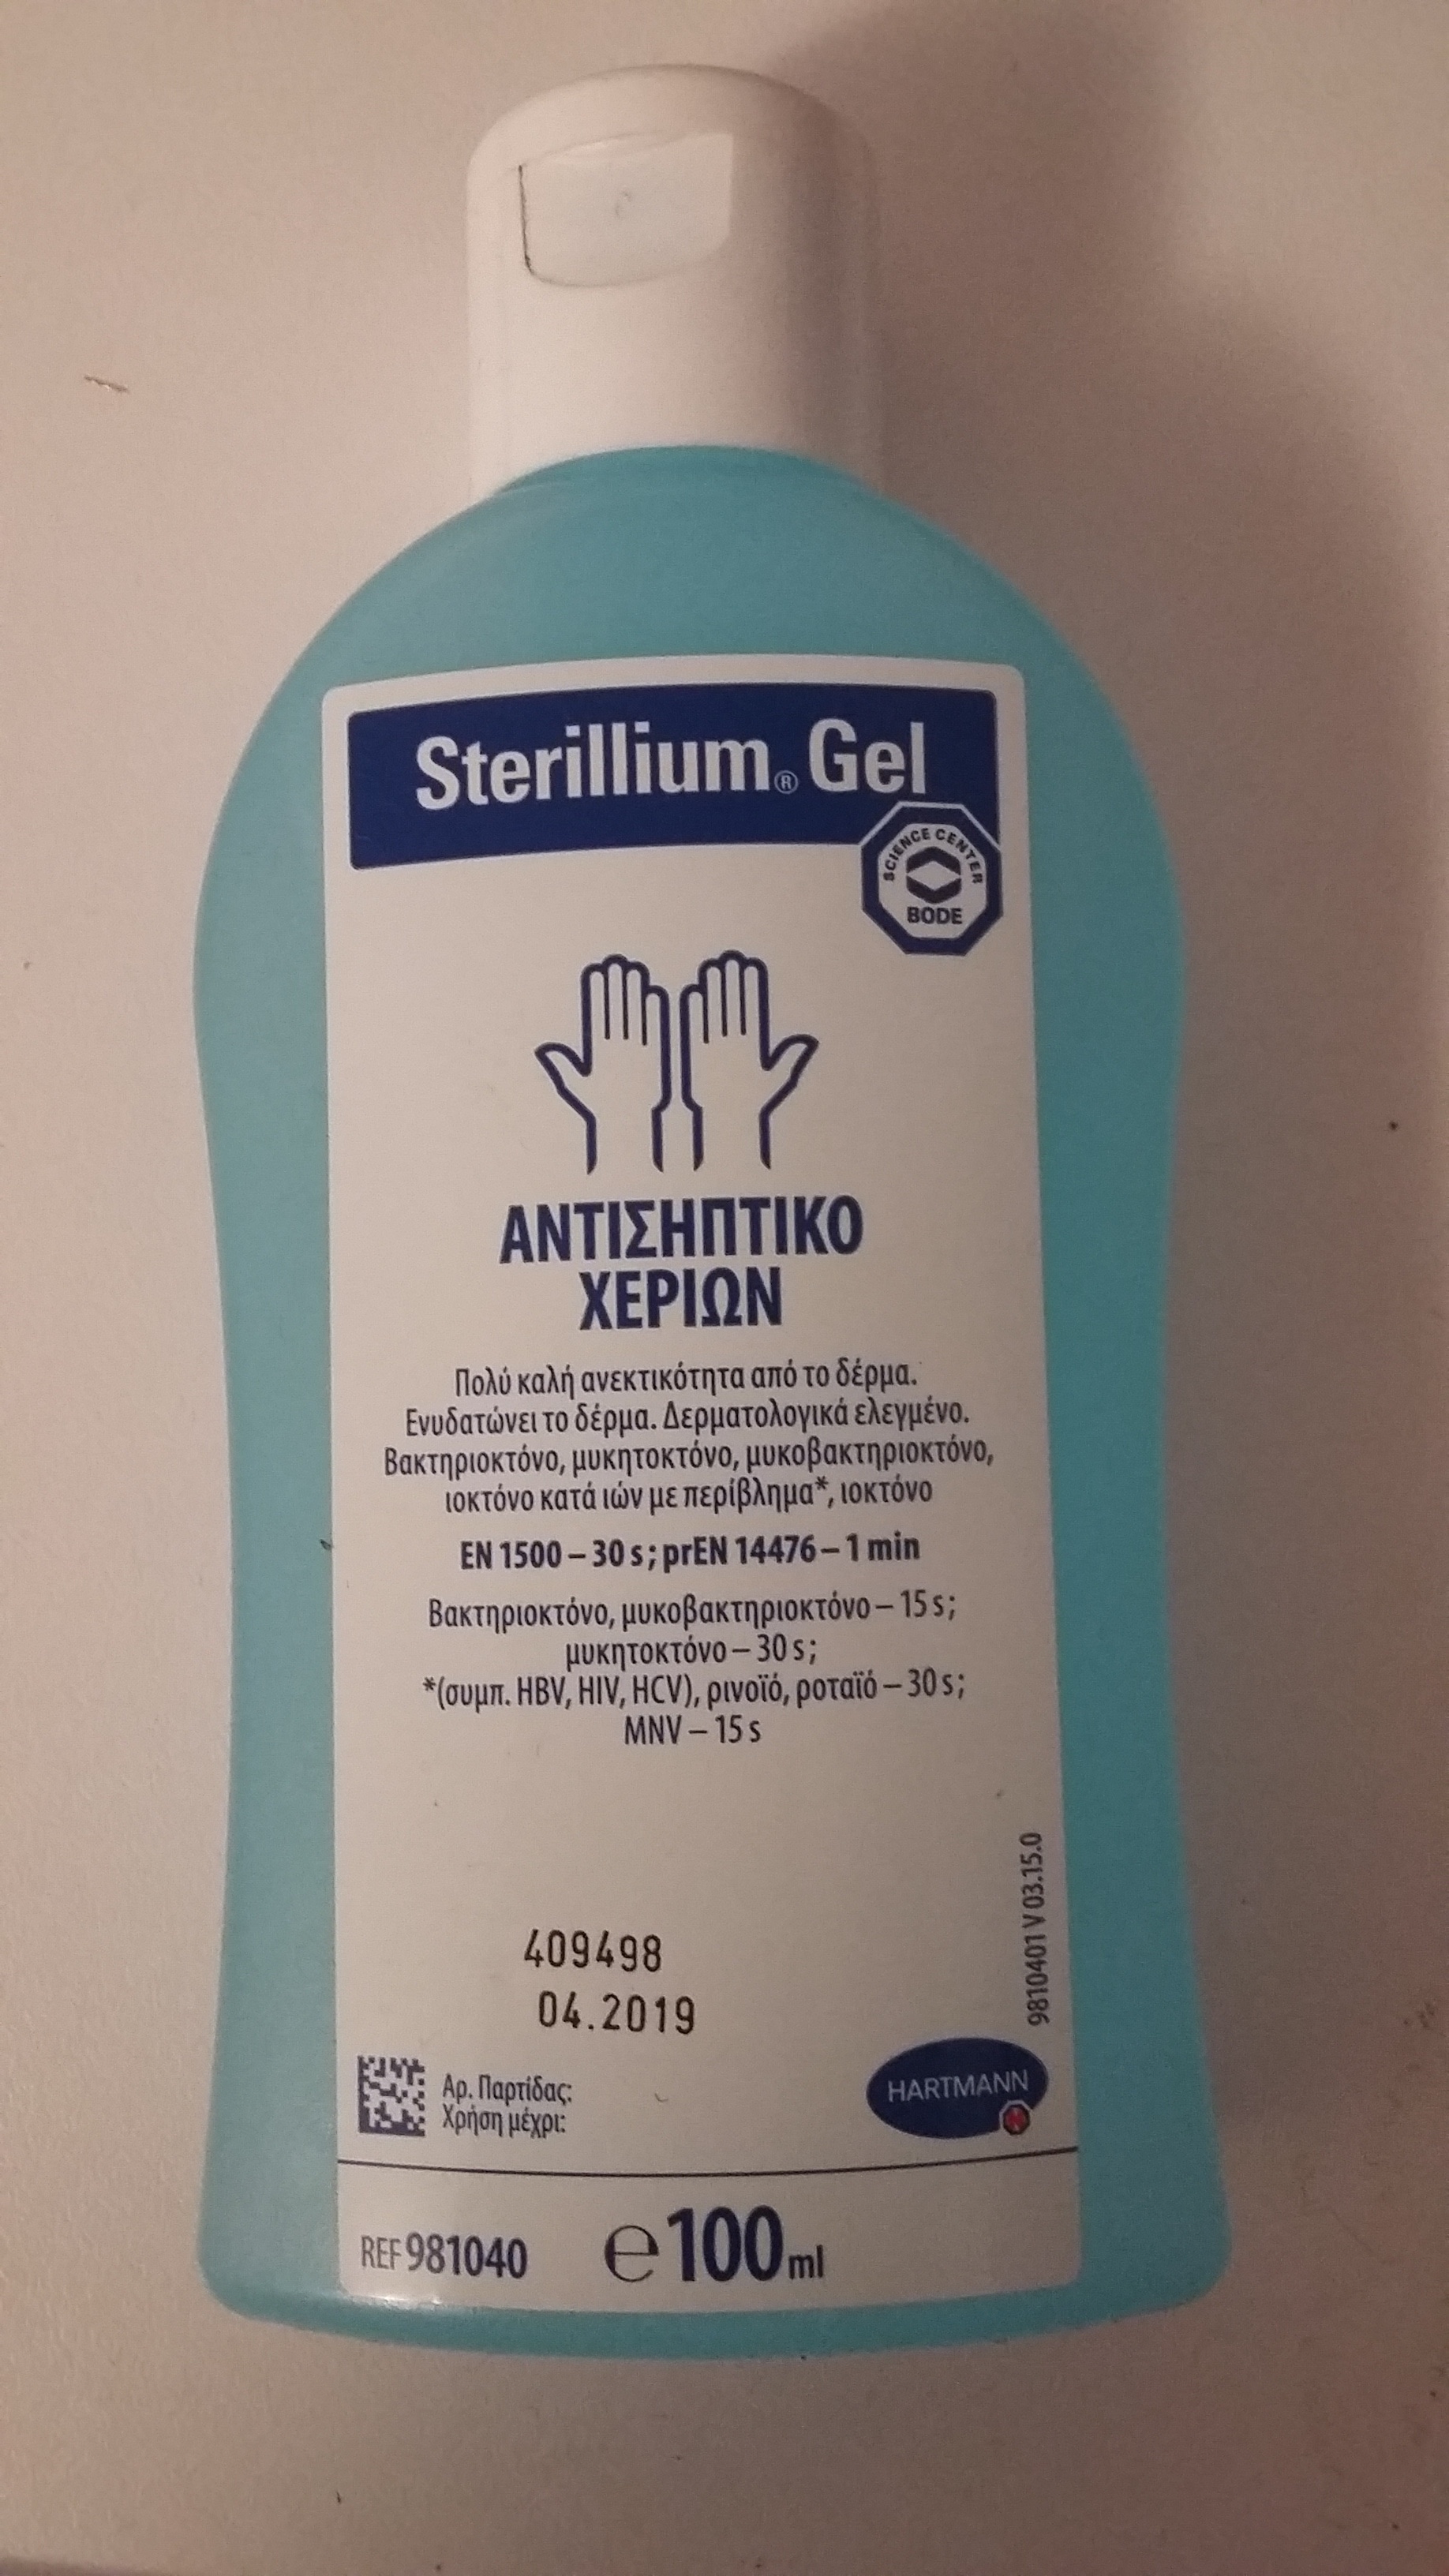 Sterillium® Gel
SCIENCE CENTER
BODE
ΑΝΤΙΣΗΠΤΙΚΟ
ΧΕΡΙΩΝ
Πολύ καλή ανεκτικότητα από το δέρμα.
Ενυδατώνει το δέρμα. Δερματολογικά ελεγμένο.
Βακτηριοκτόνο, μυκητοκτόνο, μυκοβακτηριοκτόνο,
ιοκτόνο κατά ιών με περίβλημα*, ιοκτόνο
EN 1500 – 30 s; prEN 14476 – 1 min
Βακτηριοκτόνο, μυκοβακτηριοκτόνο – 15 s;
μυκητοκτόνο – 30 s;
*(συμπ. HBV, HIV, HCV), ρινοϊό, ροταϊό – 30 s;
MNV – 15 s
9810401 V 03.15.0
409498
04.2019
Αρ. Παρτίδας:
Χρήση μέχρι:
HARTMANN
REF 981040
℮ 100 ml